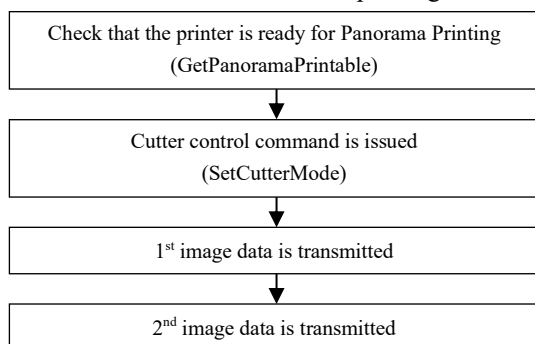 Check that the printer is ready for Panorama Printing
(GetPanoramaPrintable)
Cutter control command is issued
(SetCutterMode)
1st image data is transmitted
2nd image data is transmitted